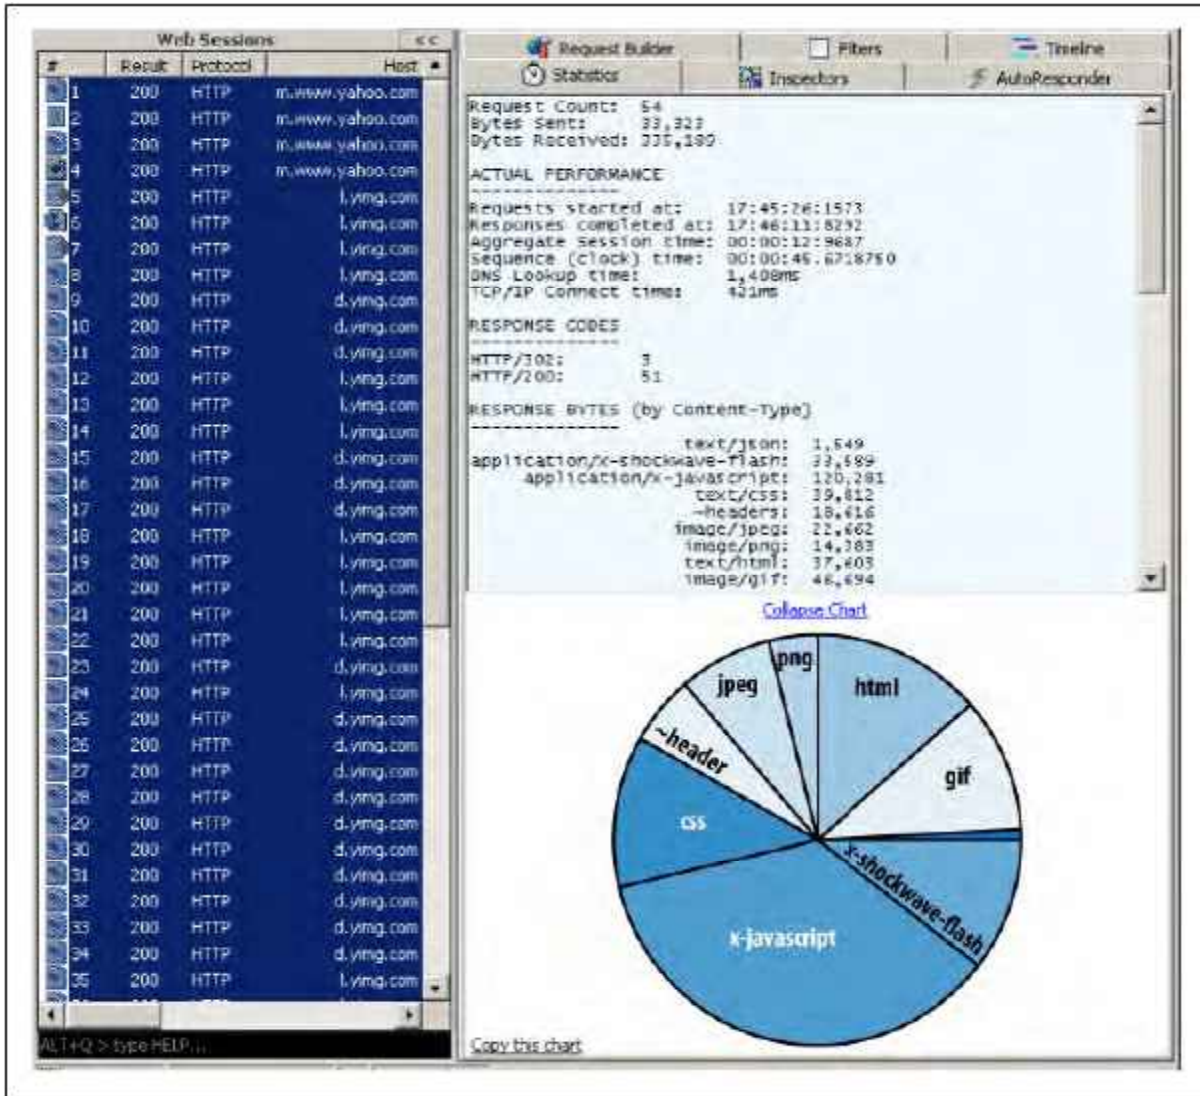 Web Sessions <<
# Result Protocol Host
1 200 HTTP m.www.yahoo.com
2 200 HTTP m.www.yahoo.com
3 200 HTTP m.www.yahoo.com
4 200 HTTP m.www.yahoo.com
5 200 HTTP l.yimg.com
6 200 HTTP l.yimg.com
7 200 HTTP l.yimg.com
8 200 HTTP l.yimg.com
9 200 HTTP d.yimg.com
10 200 HTTP d.yimg.com
11 200 HTTP d.yimg.com
12 200 HTTP l.yimg.com
13 200 HTTP l.yimg.com
14 200 HTTP l.yimg.com
15 200 HTTP d.yimg.com
16 200 HTTP d.yimg.com
17 200 HTTP d.yimg.com
18 200 HTTP l.yimg.com
19 200 HTTP l.yimg.com
20 200 HTTP l.yimg.com
21 200 HTTP l.yimg.com
22 200 HTTP l.yimg.com
23 200 HTTP d.yimg.com
24 200 HTTP l.yimg.com
25 200 HTTP d.yimg.com
26 200 HTTP d.yimg.com
27 200 HTTP d.yimg.com
28 200 HTTP d.yimg.com
29 200 HTTP d.yimg.com
30 200 HTTP d.yimg.com
31 200 HTTP d.yimg.com
32 200 HTTP d.yimg.com
33 200 HTTP d.yimg.com
34 200 HTTP d.yimg.com
35 200 HTTP l.yimg.com
ALT+Q > type HELP...
Request Builder Filters Timeline
Statistics Inspectors AutoResponder
Request Count: 54
Bytes Sent: 33,323
Bytes Received:
ACTUAL PERFORMANCE
--------------
Requests started at: 17:45:26:1573
Responses completed at: 17:46:11:8292
Aggregate Session time: 00:00:12:9687
Sequence (clock) time: 00:00:45.6718750
DNS Lookup time: 1,408ms
TCP/IP Connect time: 421ms
RESPONSE CODES
--------------
HTTP/302: 3
HTTP/200: 51
RESPONSE BYTES (by Content-Type)
--------------
text/json: 1,549
application/x-shockwave-flash:
application/x-javascript: 120,281
text/css: 39,812
~headers: 18,616
image/jpeg: 22,662
image/png: 14,383
text/html: 37,603
image/gif: 46,694
Collapse Chart
png
jpeg
html
~header
gif
css
x-shockwave-flash
x-javascript
Copy this chart